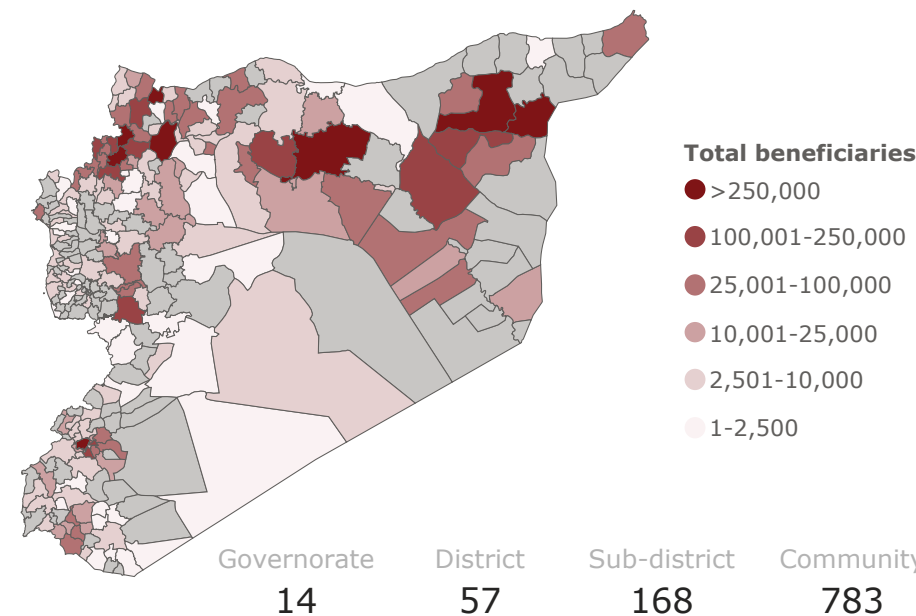 Total beneficiaries
>250,000
100,001-250,000
25,001-100,000
10,001-25,000
2,501-10,000
1-2,500
Governorate District Sub-district Community
14 57 168 783